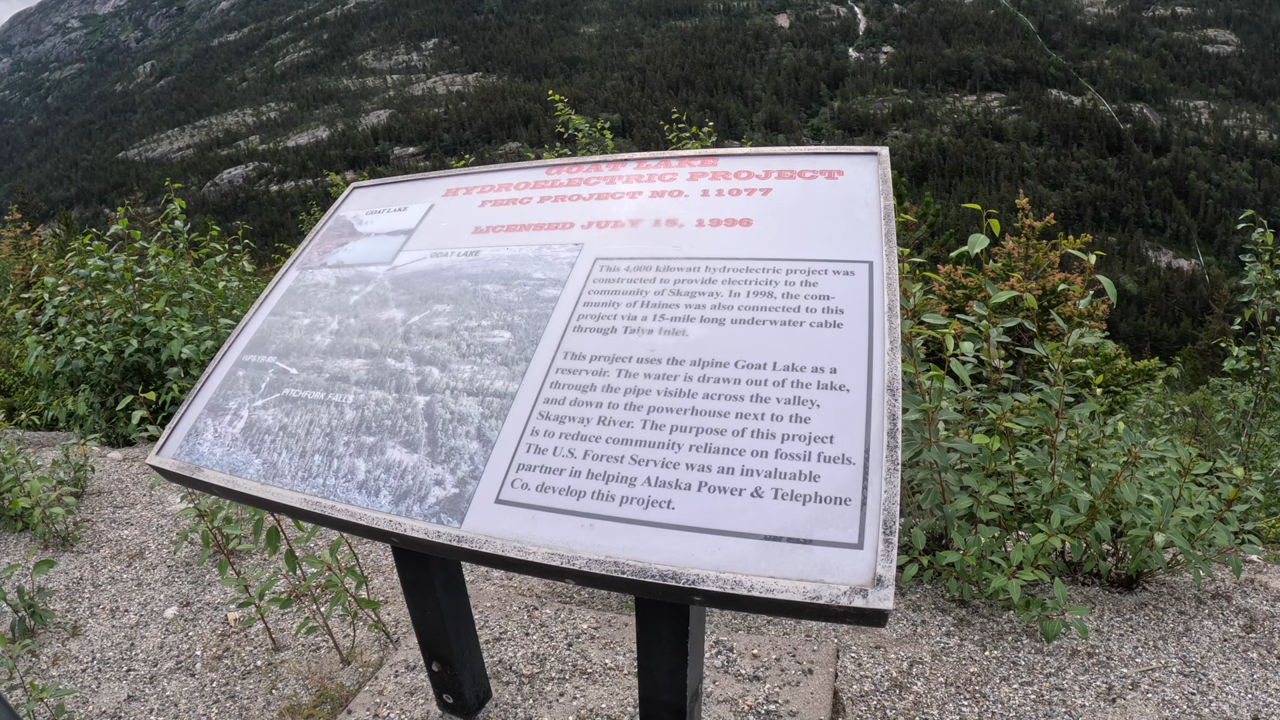 GOAT LAKE
HYDROELECTRIC PROJECT
FERC PROJECT NO. 11077
LICENSED JULY 15, 1996
GOAT LAKE
GOAT LAKE
PITCHFORK FALLS
This 4,000 kilowatt hydroelectric project was
constructed to provide electricity to the
community of Skagway. In 1998, the com-
munity of Haines was also connected to this
project via a 15-mile long underwater cable
through Taiya Inlet.
This project uses the alpine Goat Lake as a
reservoir. The water is drawn out of the lake,
through the pipe visible across the valley,
and down to the powerhouse next to the
Skagway River. The purpose of this project
is to reduce community reliance on fossil fuels.
The U.S. Forest Service was an invaluable
partner in helping Alaska Power & Telephone
Co. develop this project.